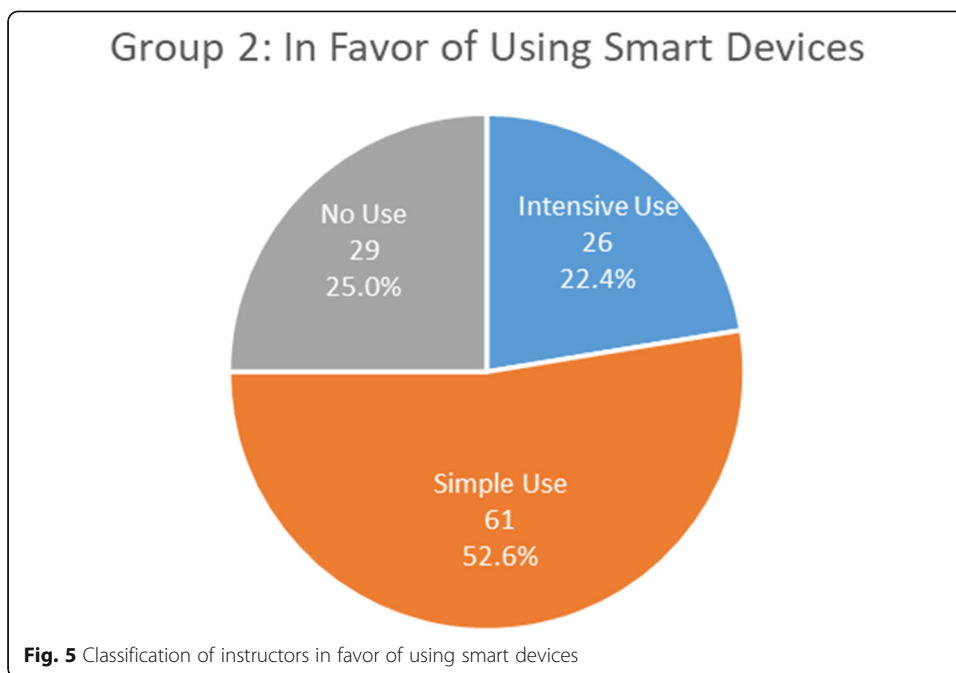 Group 2: In Favor of Using Smart Devices
No Use
29
25.0%
Intensive Use
26
22.4%
Simple Use
61
52.6%
Fig. 5 Classification of instructors in favor of using smart devices